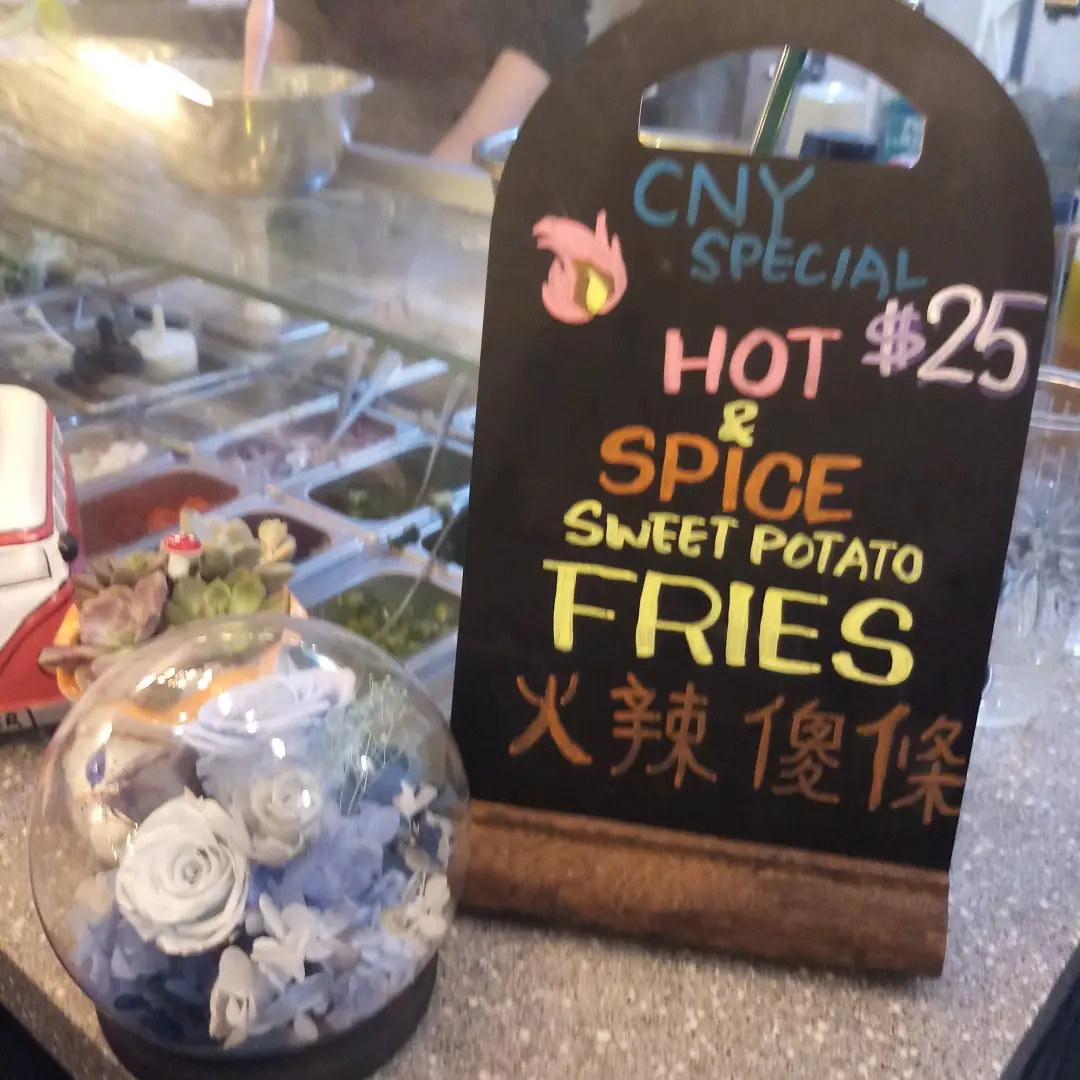 CNY
SPECIAL
$25
HOT
&
SPICE
SWEET POTATO
FRIES
火辣傻條